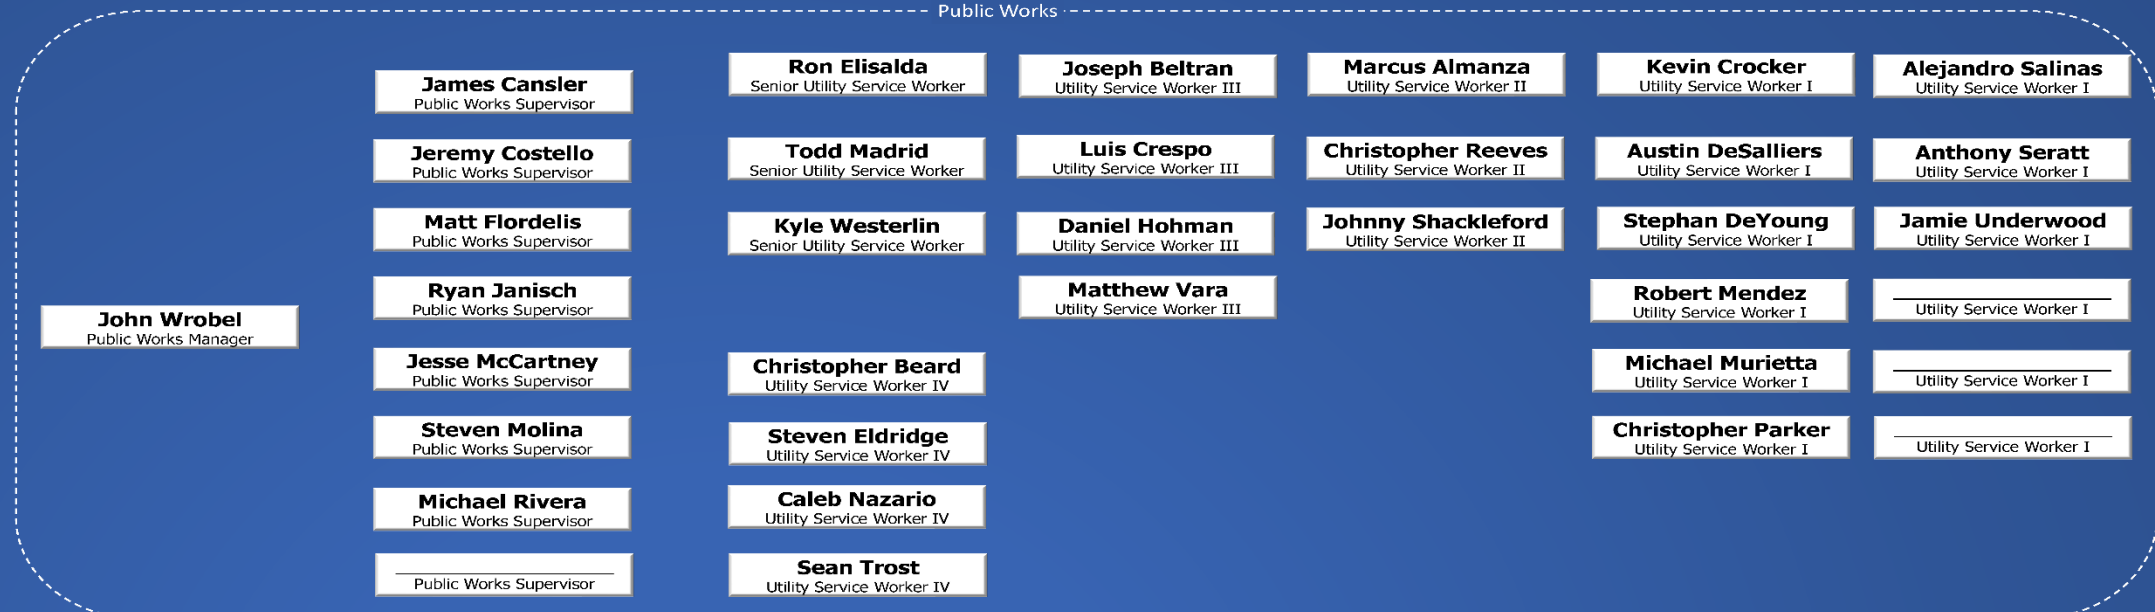 Public Works
John Wrobel
Public Works Manager
James Cansler
Public Works Supervisor
Jeremy Costello
Public Works Supervisor
Matt Flordelis
Public Works Supervisor
Ryan Janisch
Public Works Supervisor
Jesse McCartney
Public Works Supervisor
Steven Molina
Public Works Supervisor
Michael Rivera
Public Works Supervisor
Public Works Supervisor
Ron Elisalda
Senior Utility Service Worker
Todd Madrid
Senior Utility Service Worker
Kyle Westerlin
Senior Utility Service Worker
Christopher Beard
Utility Service Worker IV
Steven Eldridge
Utility Service Worker IV
Caleb Nazario
Utility Service Worker IV
Sean Trost
Utility Service Worker IV
Joseph Beltran
Utility Service Worker III
Luis Crespo
Utility Service Worker III
Daniel Hohman
Utility Service Worker III
Matthew Vara
Utility Service Worker III
Marcus Almanza
Utility Service Worker II
Christopher Reeves
Utility Service Worker II
Johnny Shackleford
Utility Service Worker II
Kevin Crocker
Utility Service Worker I
Austin DeSalliers
Utility Service Worker I
Stephan DeYoung
Utility Service Worker I
Robert Mendez
Utility Service Worker I
Michael Murietta
Utility Service Worker I
Christopher Parker
Utility Service Worker I
Alejandro Salinas
Utility Service Worker I
Anthony Seratt
Utility Service Worker I
Jamie Underwood
Utility Service Worker I
Utility Service Worker I
Utility Service Worker I
Utility Service Worker I